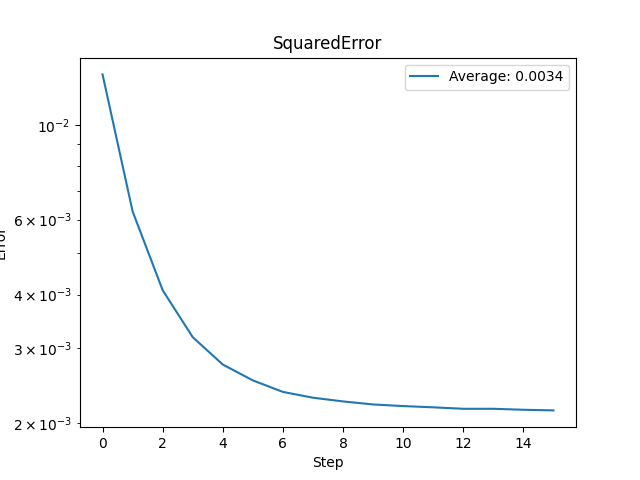 SquaredError
Average: 0.0034
10⁻²
6 × 10⁻³
4 × 10⁻³
3 × 10⁻³
2 × 10⁻³
Error
0 2 4 6 8 10 12 14
Step